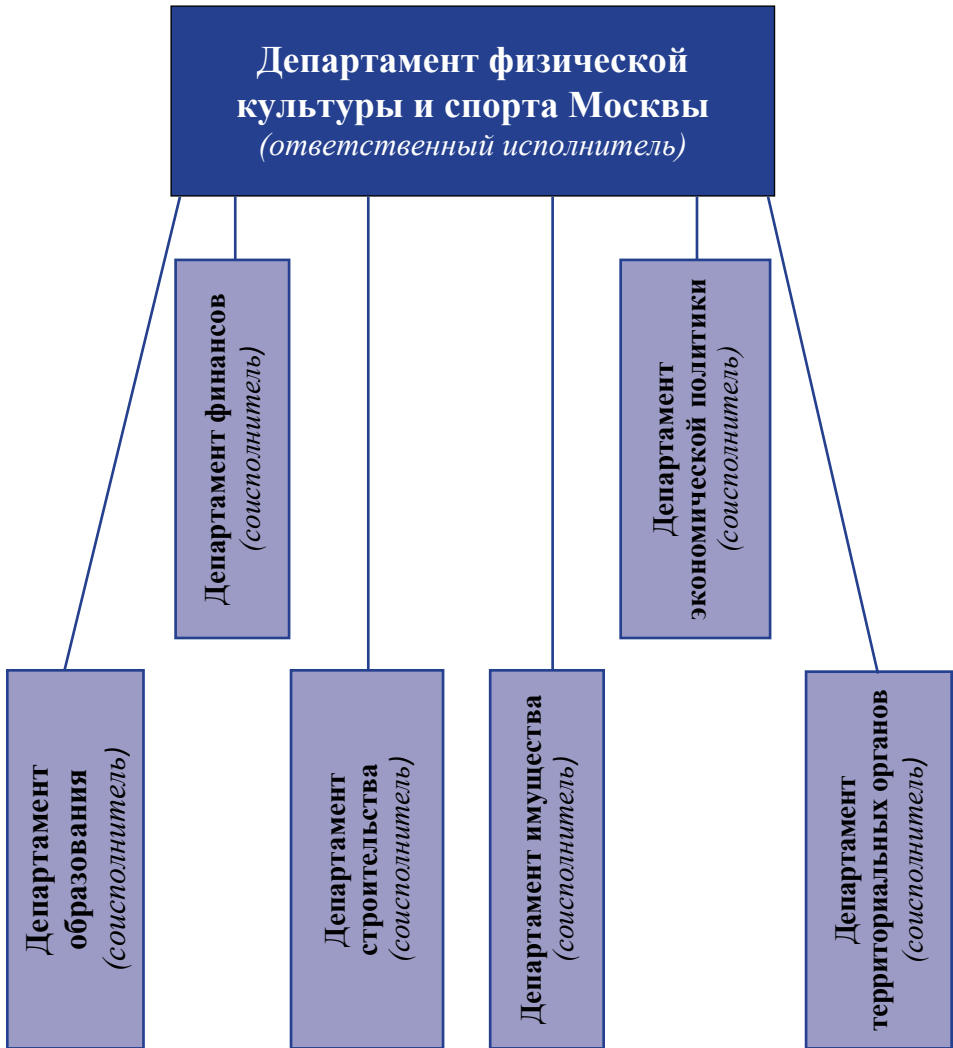 Департамент физической
культуры и спорта Москвы
(ответственный исполнитель)
Департамент финансов
(соисполнитель)
Департамент
экономической политики
(соисполнитель)
Департамент
образования
(соисполнитель)
Департамент
строительства
(соисполнитель)
Департамент имущества
(соисполнитель)
Департамент
территориальных органов
(соисполнитель)